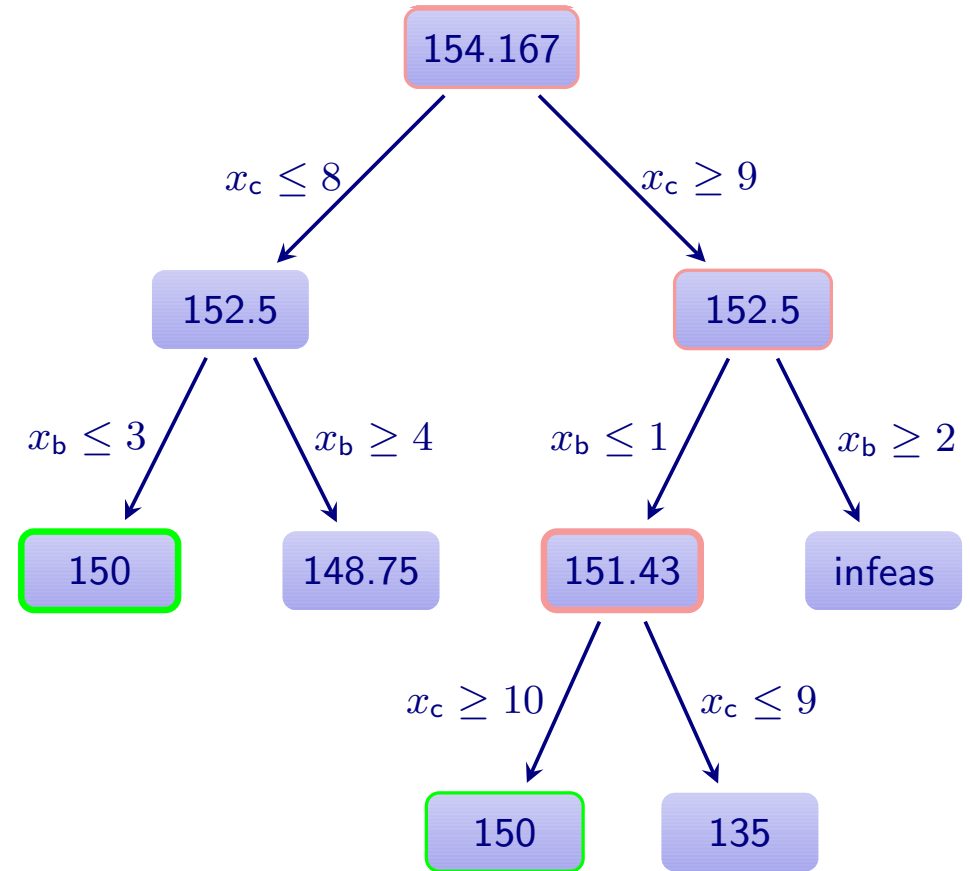 154.167
x_c ≤ 8
x_c ≥ 9
152.5
152.5
x_b ≤ 3
x_b ≥ 4
x_b ≤ 1
x_b ≥ 2
150
148.75
151.43
infeas
x_c ≥ 10
x_c ≤ 9
150
135